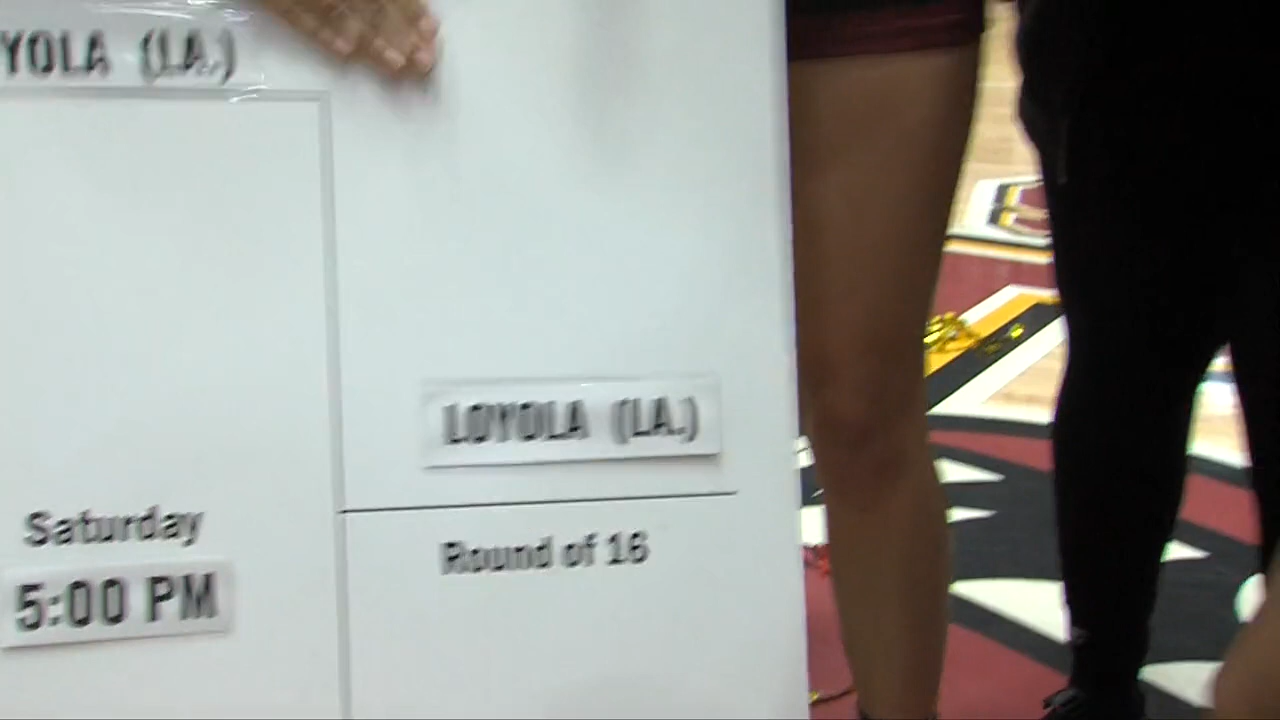 YOLA (LA.)
LOYOLA (LA.)
Saturday
5:00 PM
Round of 16